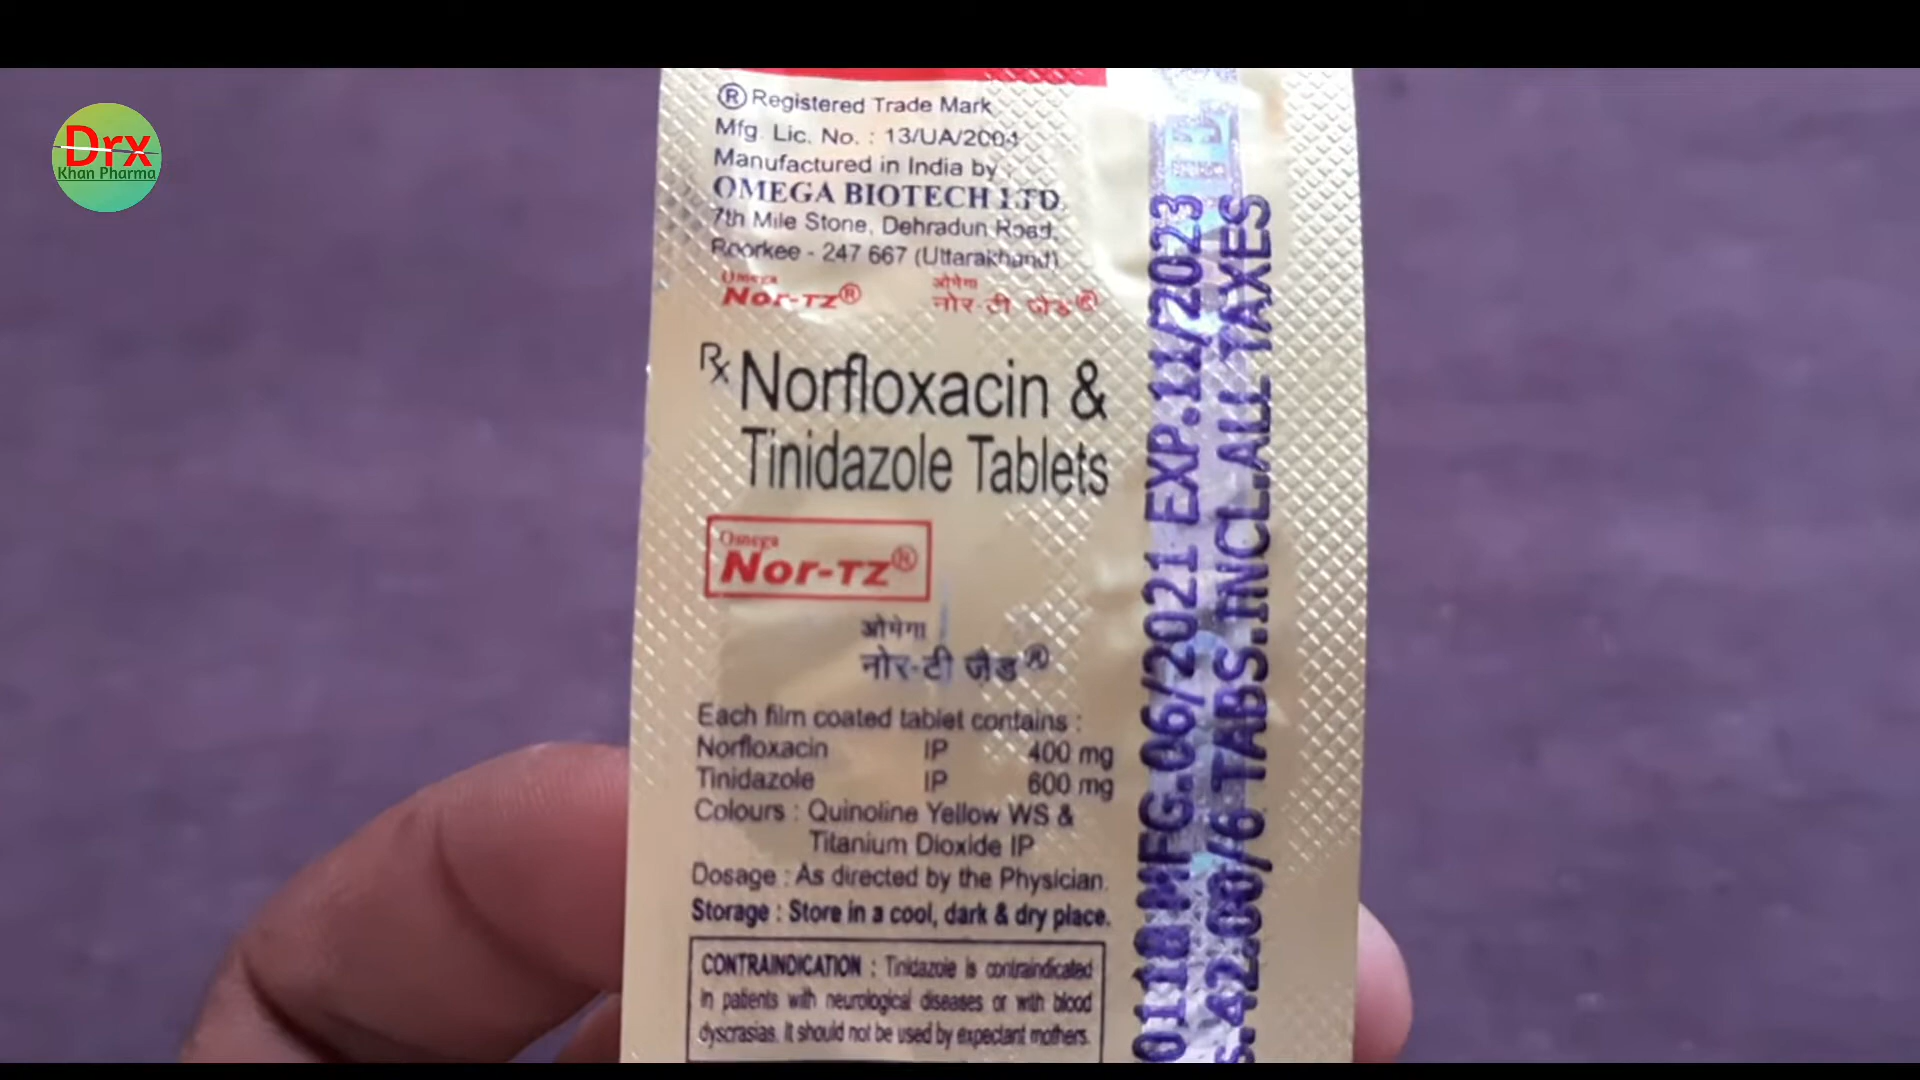 Drx
Khan Pharma
® Registered Trade Mark
Mfg. Lic. No. : 13/UA/2004
Manufactured in India by
OMEGA BIOTECH LTD.
7th Mile Stone, Dehradun Road,
Roorkee - 247 667 (Uttarakhand)
Omega
Nor-TZ®
ओमेगा
नोर-टी जैड®
Rx Norfloxacin &
Tinidazole Tablets
Omega
Nor-TZ®
ओमेगा
नोर-टी जैड®
Each film coated tablet contains :
Norfloxacin IP 400 mg
Tinidazole IP 600 mg
Colours : Quinoline Yellow WS &
Titanium Dioxide IP
Dosage : As directed by the Physician.
Storage : Store in a cool, dark & dry place.
CONTRAINDICATION : Tinidazole is contraindicated
in patients with neurological diseases or with blood
dyscrasias. It should not be used by expectant mothers.
MFG.06/2021 EXP.11/2023
42.00/6 TABS.INCL.ALL TAXES